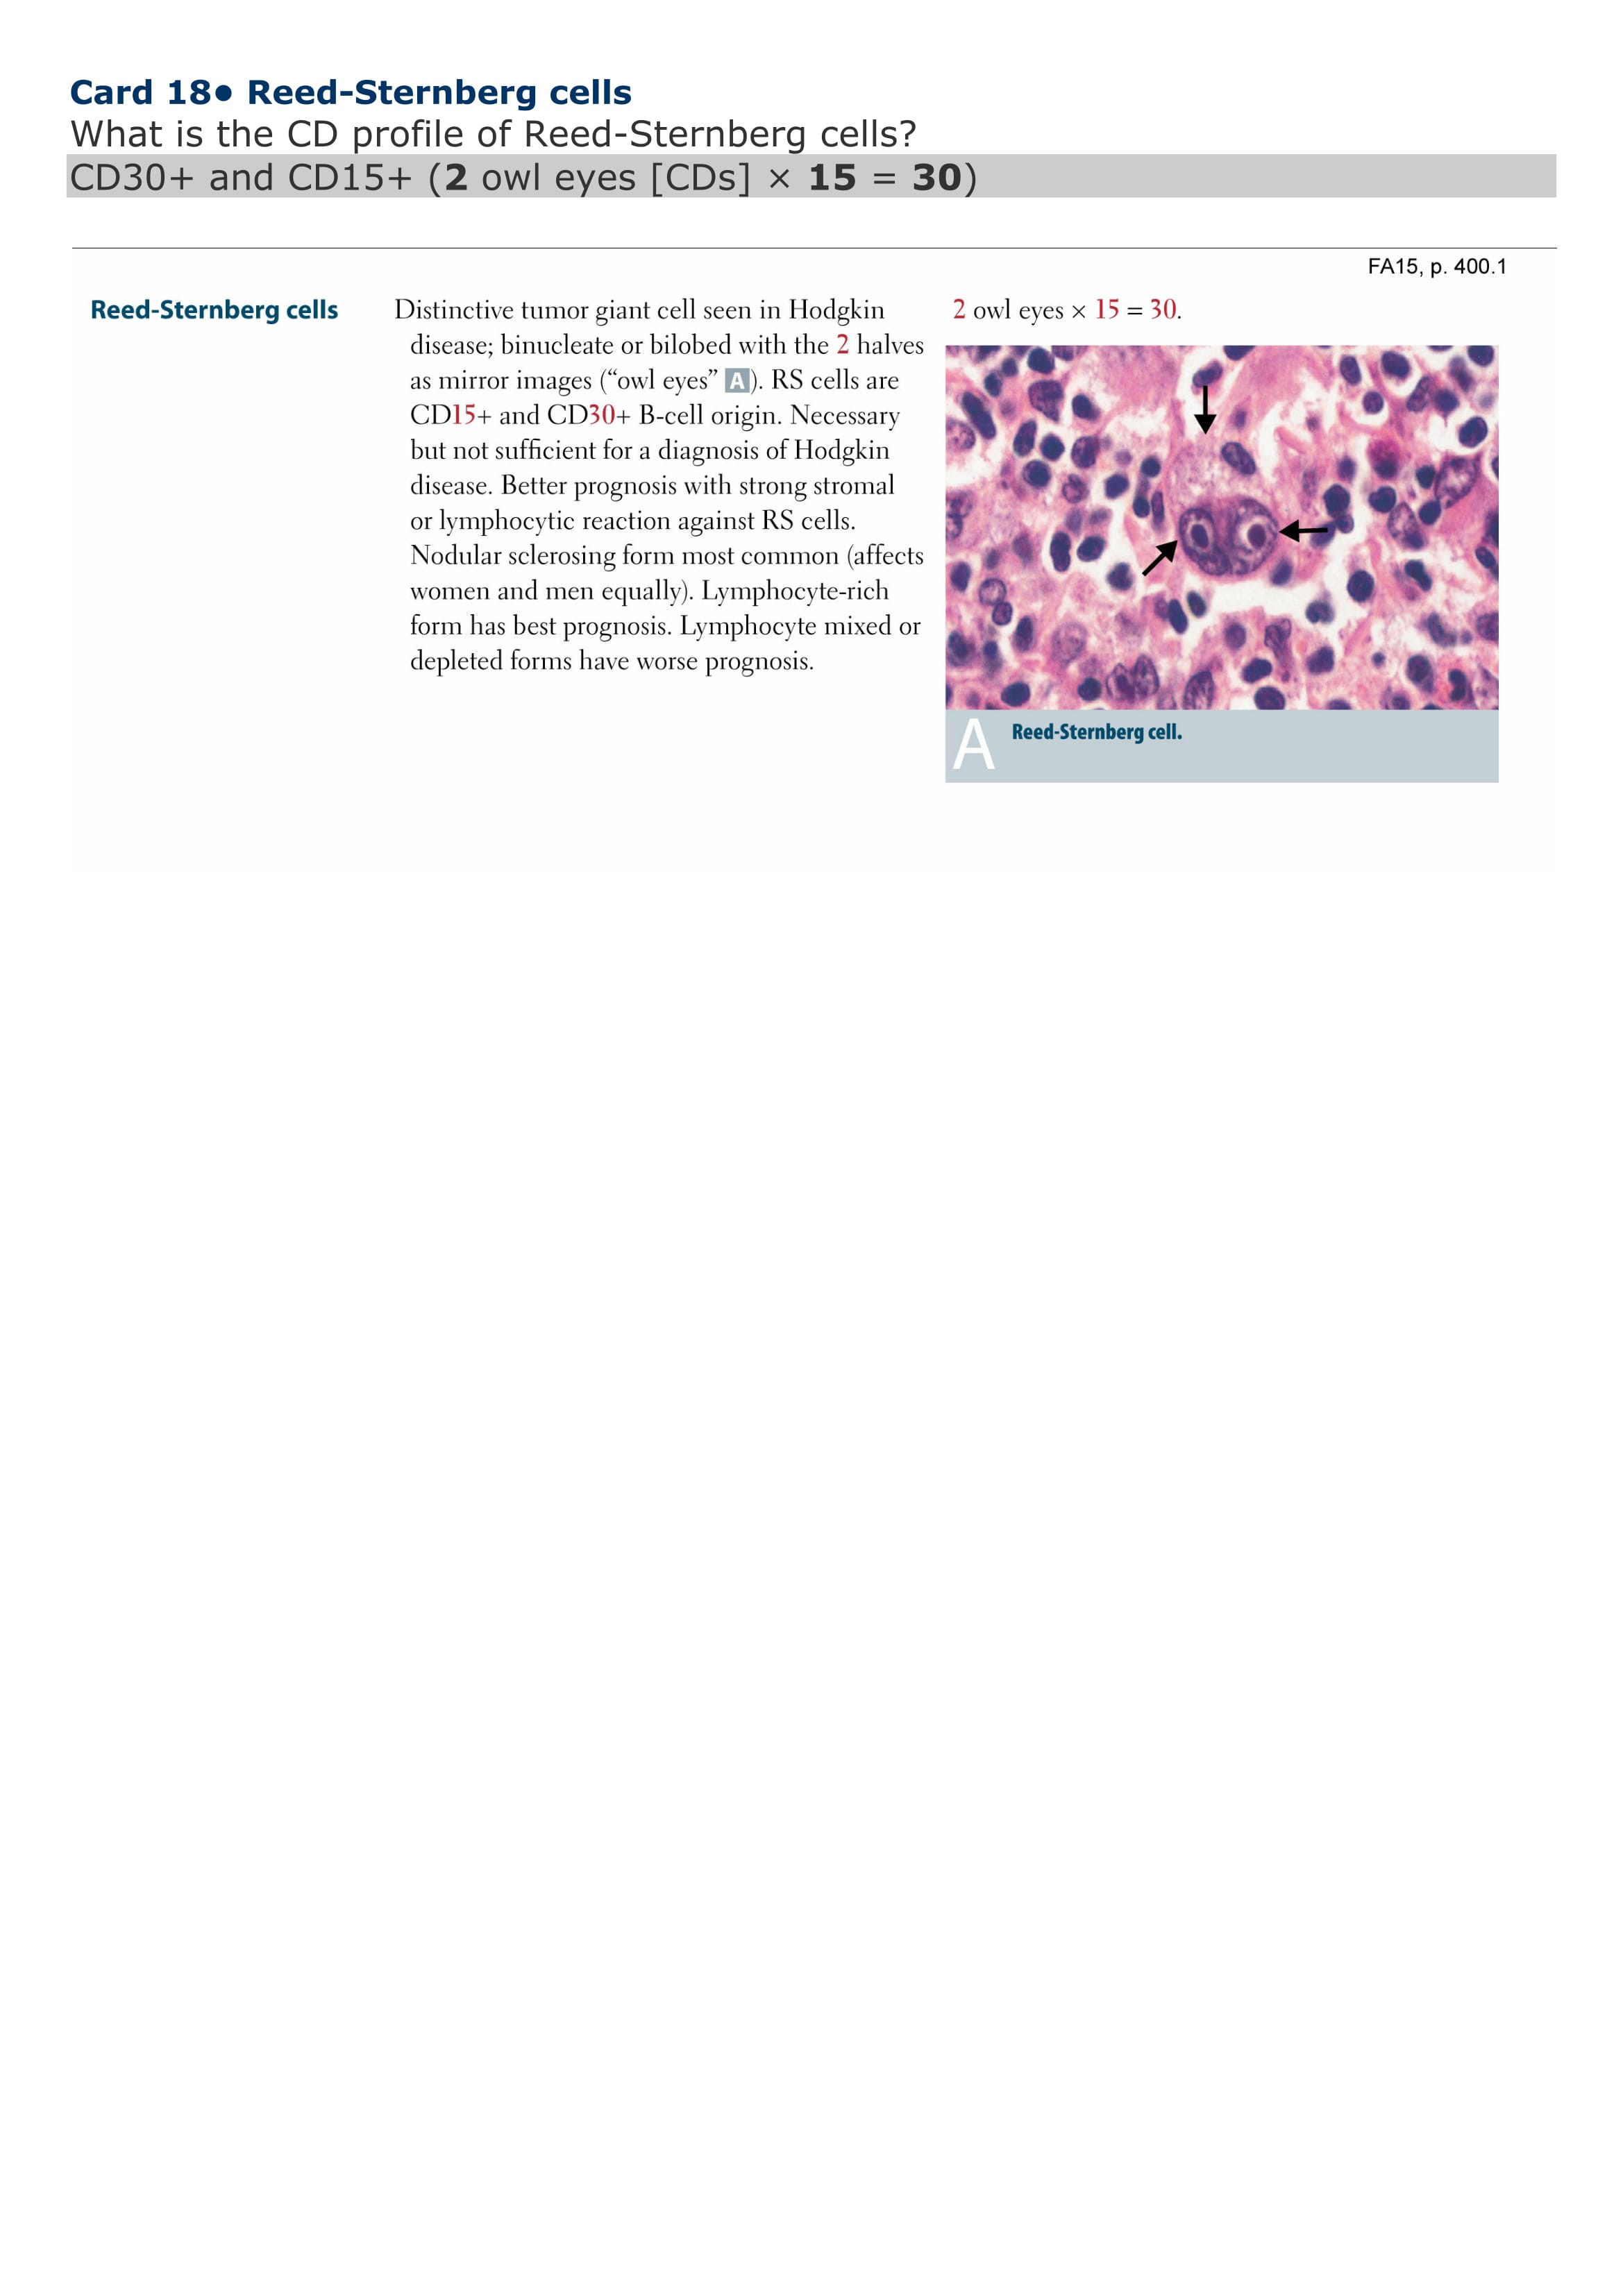 Card 18● Reed-Sternberg cells
What is the CD profile of Reed-Sternberg cells?
CD30+ and CD15+ (2 owl eyes [CDs] × 15 = 30)
FA15, p. 400.1
Reed-Sternberg cells
Distinctive tumor giant cell seen in Hodgkin
disease; binucleate or bilobed with the 2 halves
as mirror images (“owl eyes” A). RS cells are
CD15+ and CD30+ B-cell origin. Necessary
but not sufficient for a diagnosis of Hodgkin
disease. Better prognosis with strong stromal
or lymphocytic reaction against RS cells.
Nodular sclerosing form most common (affects
women and men equally). Lymphocyte-rich
form has best prognosis. Lymphocyte mixed or
depleted forms have worse prognosis.
2 owl eyes × 15 = 30.
A Reed-Sternberg cell.